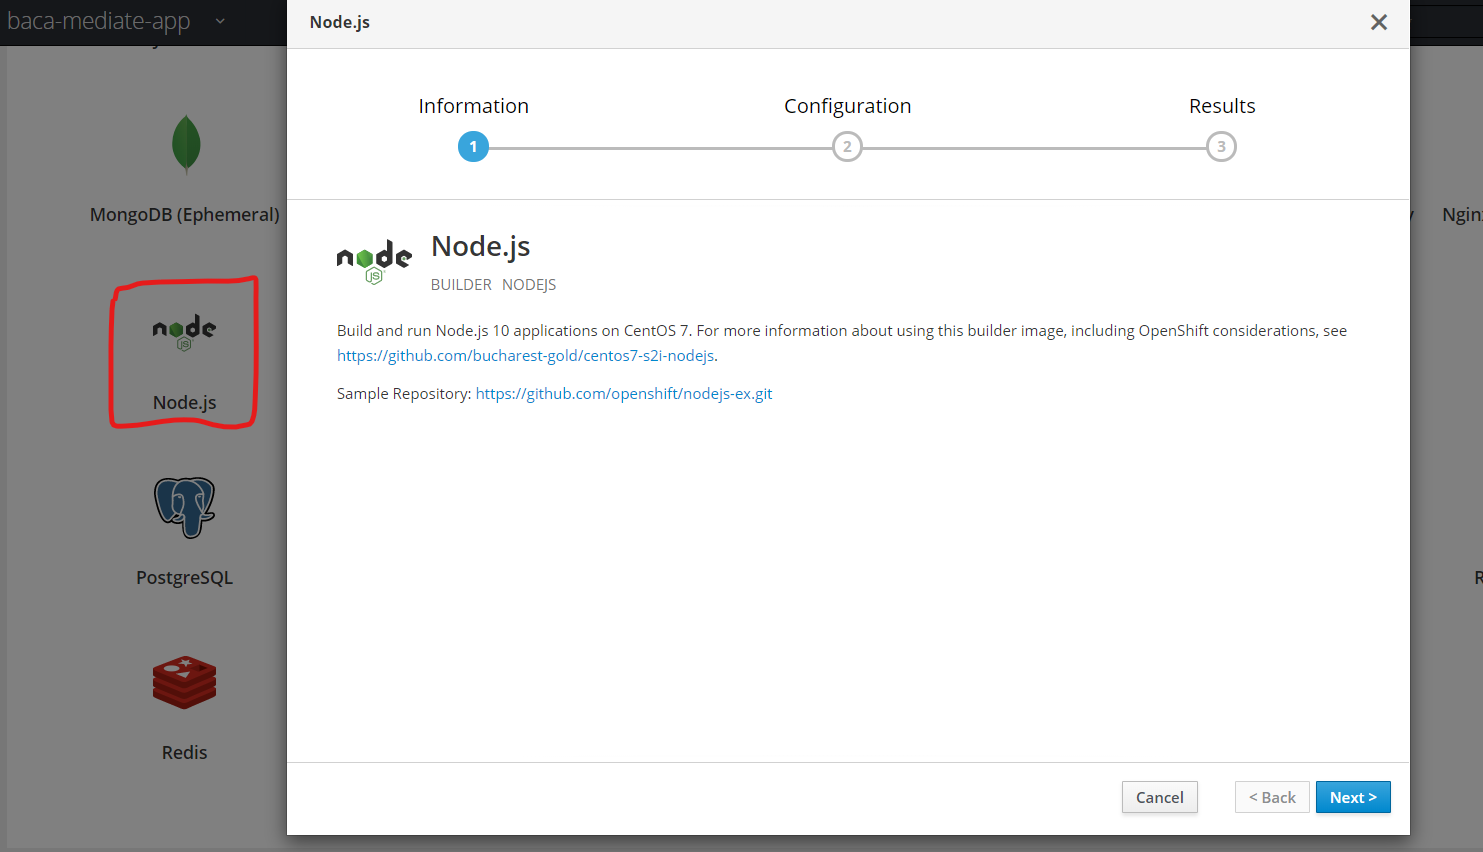 baca-mediate-app
Node.js
Information
Configuration
Results
1
2
3
MongoDB (Ephemeral)
node
JS
Node.js
PostgreSQL
Redis
node
JS
Node.js
BUILDER NODEJS
Build and run Node.js 10 applications on CentOS 7. For more information about using this builder image, including OpenShift considerations, see
https://github.com/bucharest-gold/centos7-s2i-nodejs.
Sample Repository: https://github.com/openshift/nodejs-ex.git
Cancel
< Back
Next >